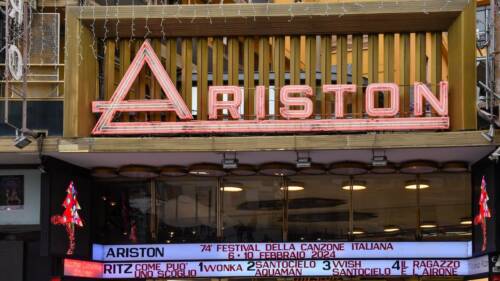 ARISTON
ARISTON
74° FESTIVAL DELLA CANZONE ITALIANA
6 - 10 FEBBRAIO 2024
RITZ COME PUO' UNO SCOGLIO 1 WONKA 2 SANTOCIELO AQUAMAN 3 WISH SANTOCIELO 4 IL RAGAZZO E L'AIRONE